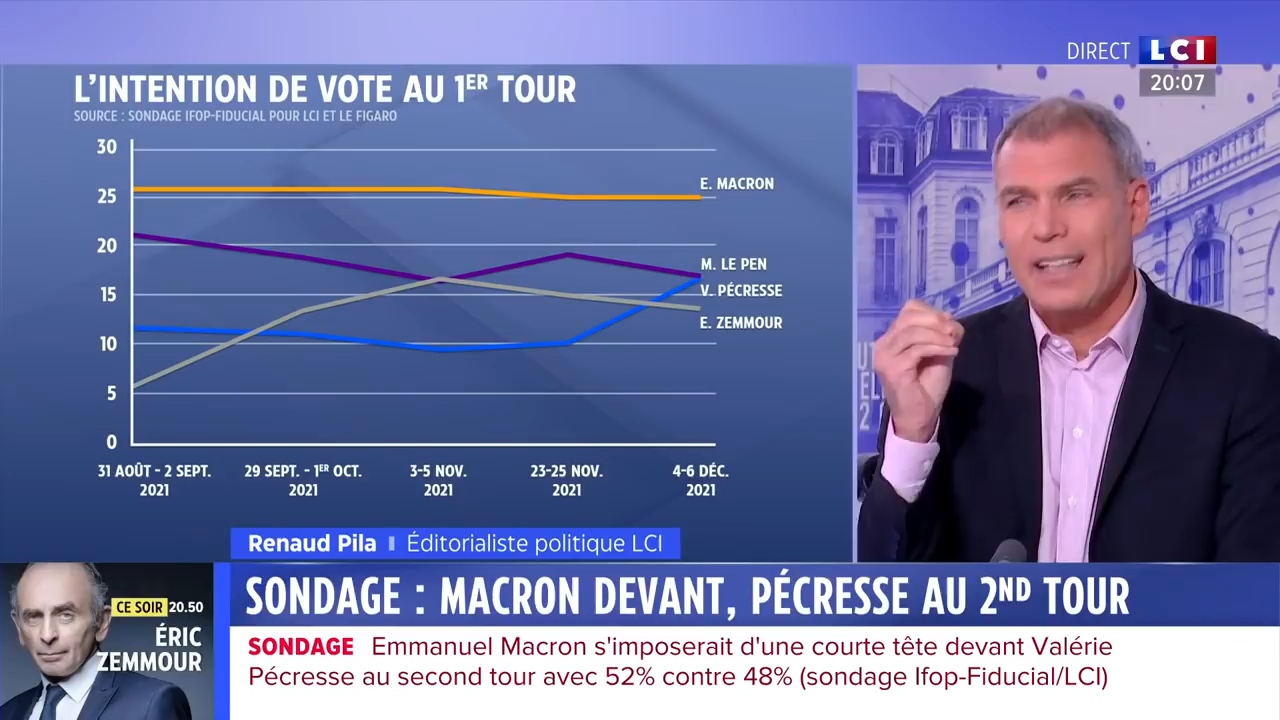 DIRECT LCI
20:07
L'INTENTION DE VOTE AU 1ER TOUR
SOURCE : SONDAGE IFOP-FIDUCIAL POUR LCI ET LE FIGARO
30
25
20
15
10
5
0
E. MACRON
M. LE PEN
V. PÉCRESSE
E. ZEMMOUR
31 AOÛT - 2 SEPT.
2021
29 SEPT. - 1ER OCT.
2021
3-5 NOV.
2021
23-25 NOV.
2021
4-6 DÉC.
2021
Renaud Pila Éditorialiste politique LCI
CE SOIR 20.50
ÉRIC
ZEMMOUR
SONDAGE : MACRON DEVANT, PÉCRESSE AU 2ND TOUR
SONDAGE Emmanuel Macron s'imposerait d'une courte tête devant Valérie
Pécresse au second tour avec 52% contre 48% (sondage Ifop-Fiducial/LCI)